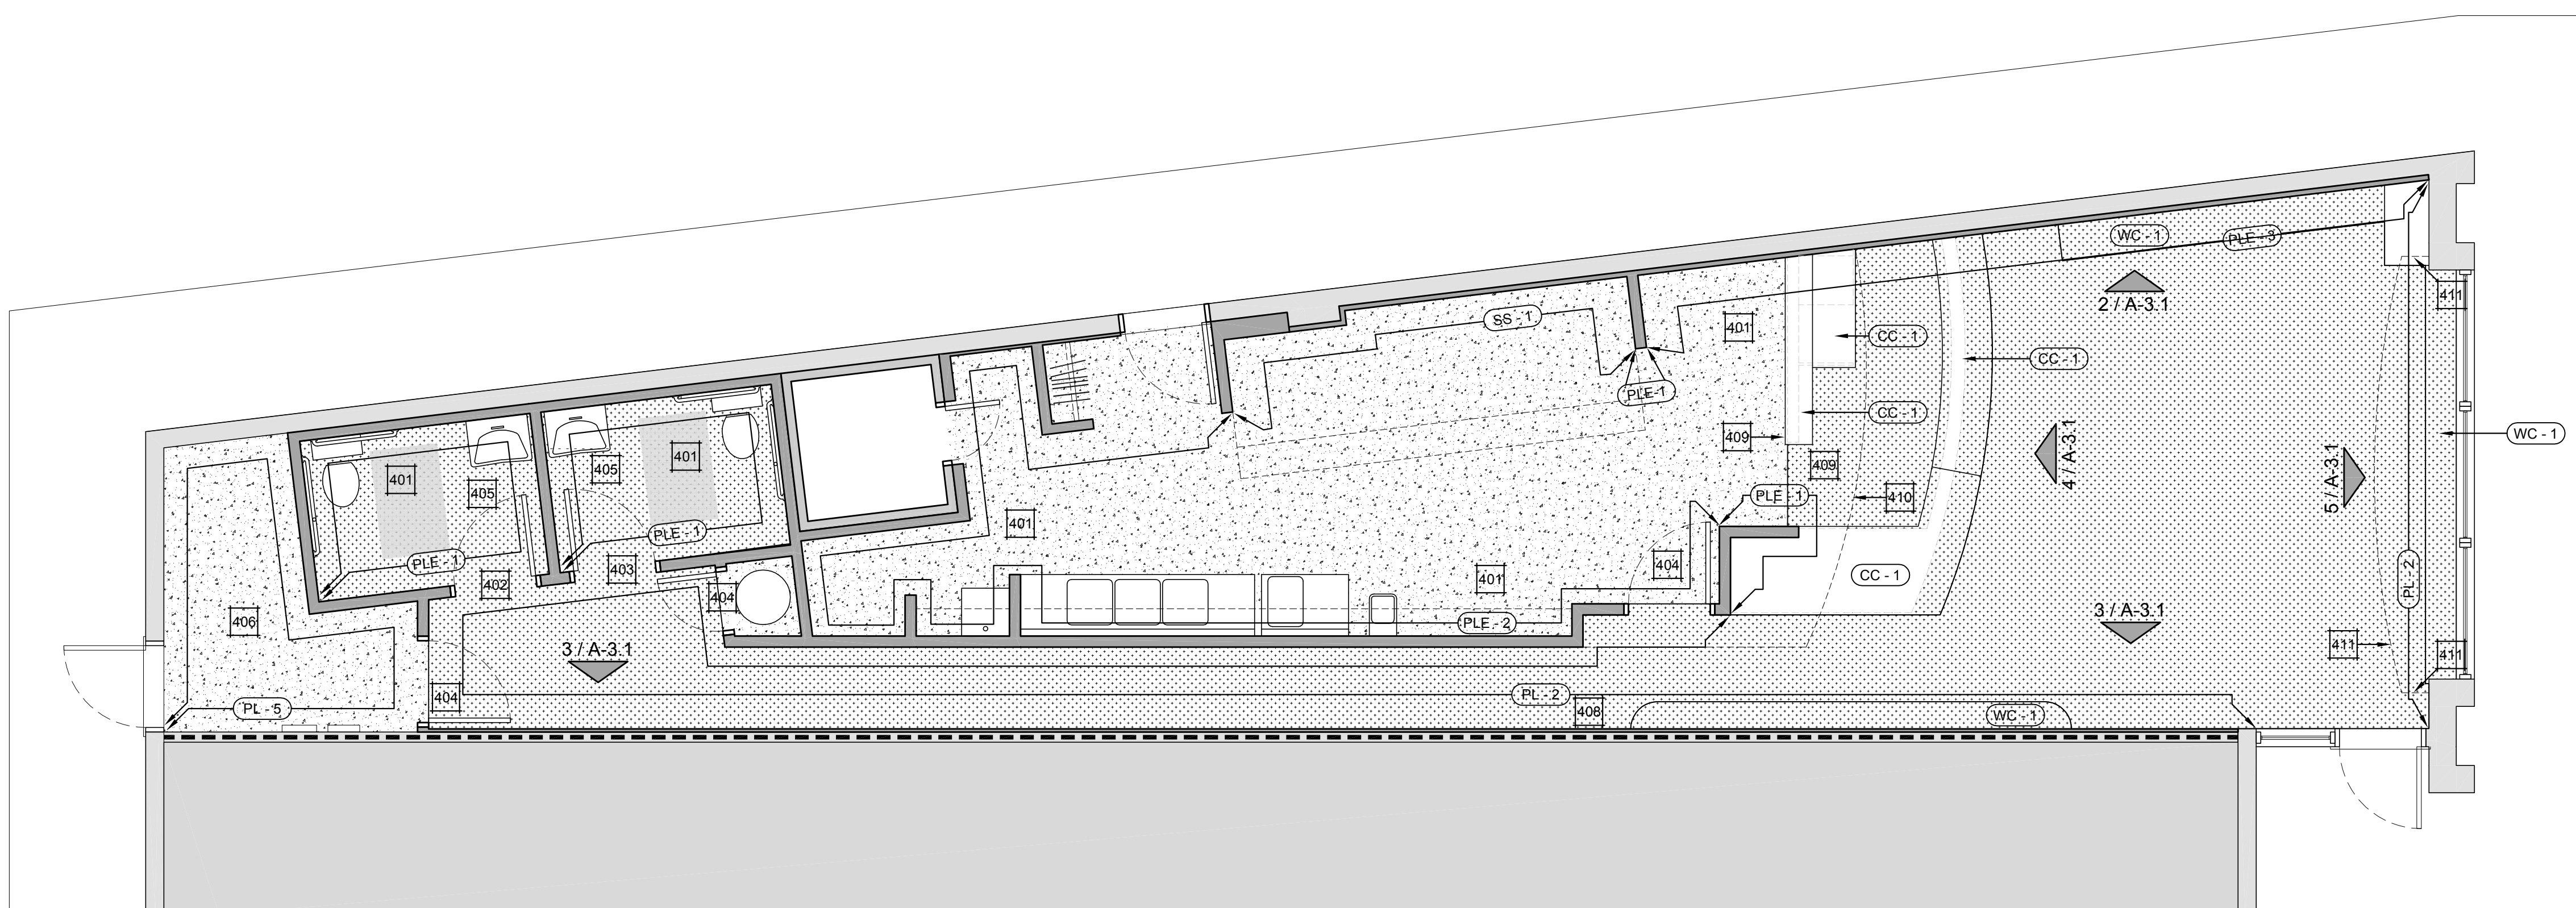 WC - 1
PLE - 3
411
2 / A-3.1
SS - 1
401
CC - 1
CC - 1
PLE-1
CC - 1
409
WC - 1
4 / A-3.1
5 / A-3.1
401
405
405
401
409
410
PLE - 1
401
PLE - 1
PLE - 1
403
402
404
404
401
CC - 1
PL - 2
406
PLE - 2
3 / A-3.1
3 / A-3.1
411
411
404
PL - 2
PL - 5
408
WC - 1